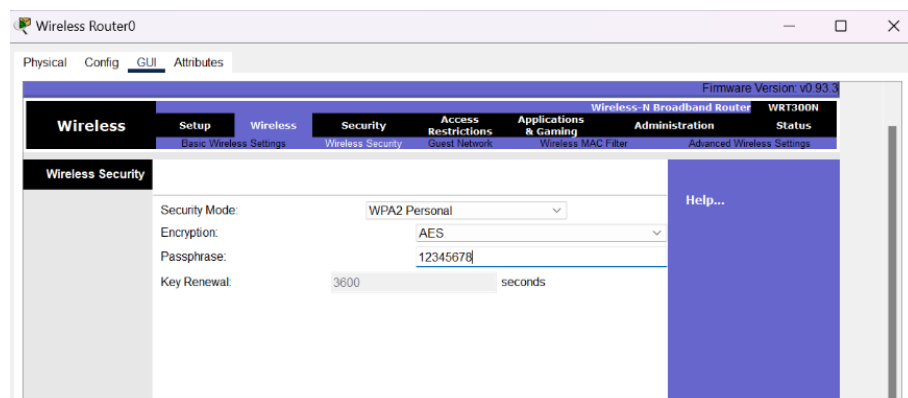 Wireless Router0
Physical Config GUI Attributes
Firmware Version: v0.93.3
Wireless-N Broadband Router WRT300N
Wireless Setup Wireless Security Access Restrictions Applications & Gaming Administration Status
Basic Wireless Settings Wireless Security Guest Network Wireless MAC Filter Advanced Wireless Settings
Wireless Security
Help...
Security Mode: WPA2 Personal
Encryption: AES
Passphrase: 12345678
Key Renewal: 3600 seconds